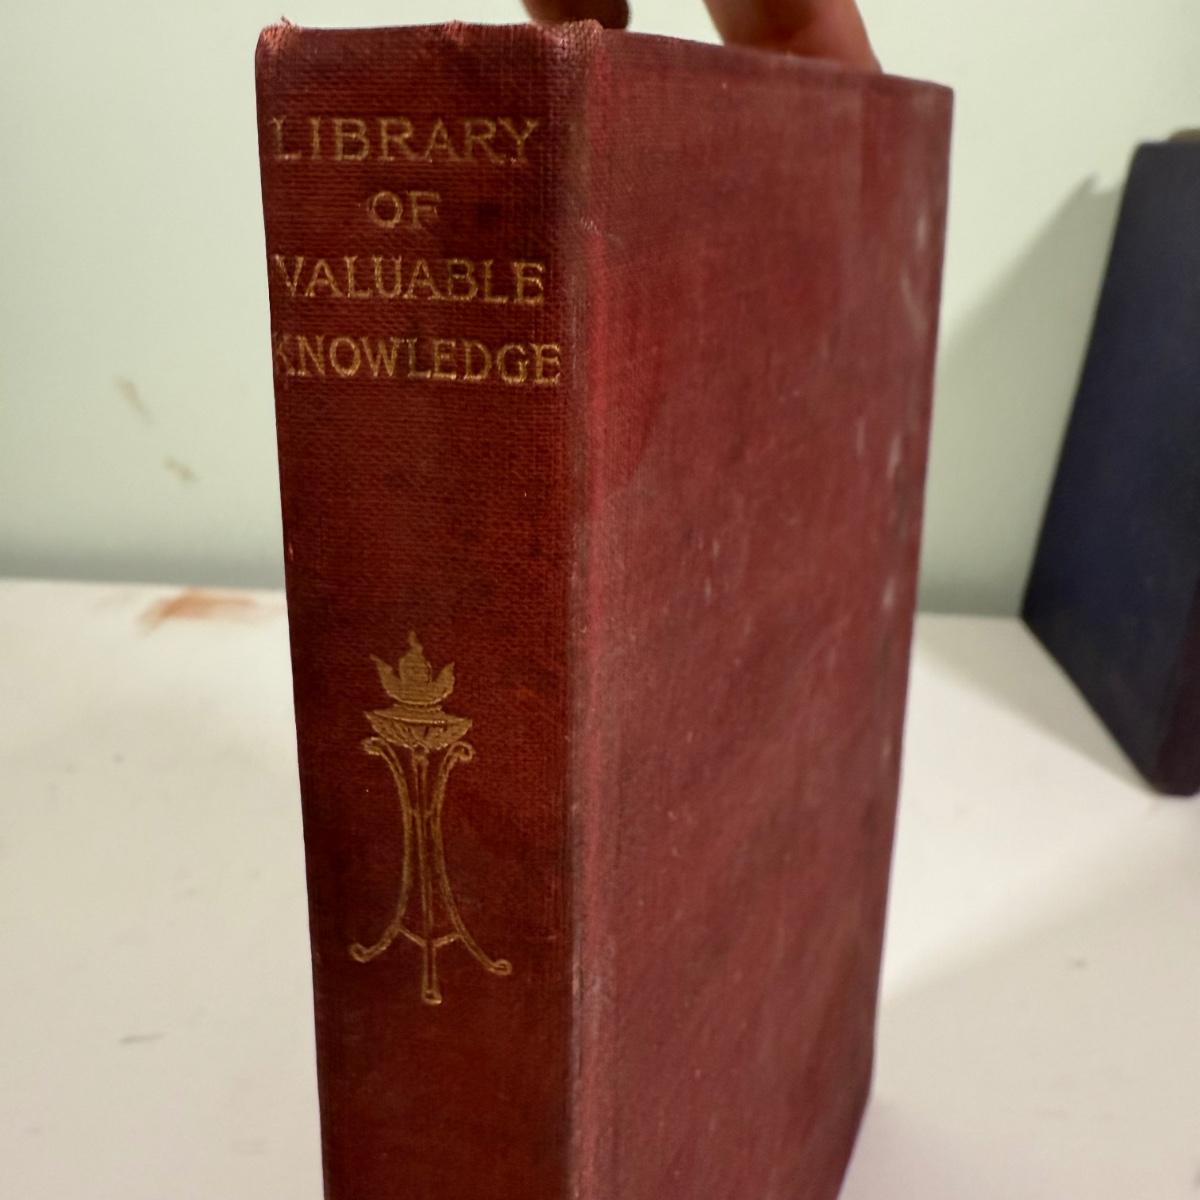 LIBRARY
OF
VALUABLE
KNOWLEDGE